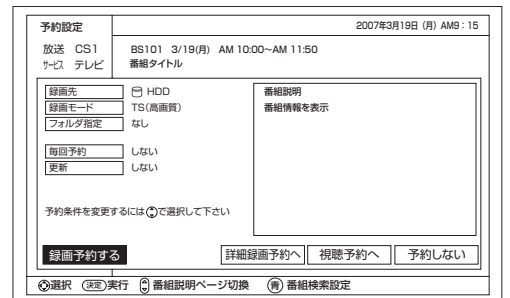 予約設定
2007年3月19日 (月) AM9：15
放送 CS1 BS101 3/19(月) AM 10:00~AM 11:50
サービス テレビ 番組タイトル
録画先 HDD
録画モード TS(高画質)
フォルダ指定 なし
毎回予約 しない
更新 しない
番組説明
番組情報を表示
予約条件を変更するには で選択して下さい
録画予約する 詳細録画予約へ 視聴予約へ 予約しない
選択 決定 実行 番組説明ページ切換 青 番組検索設定